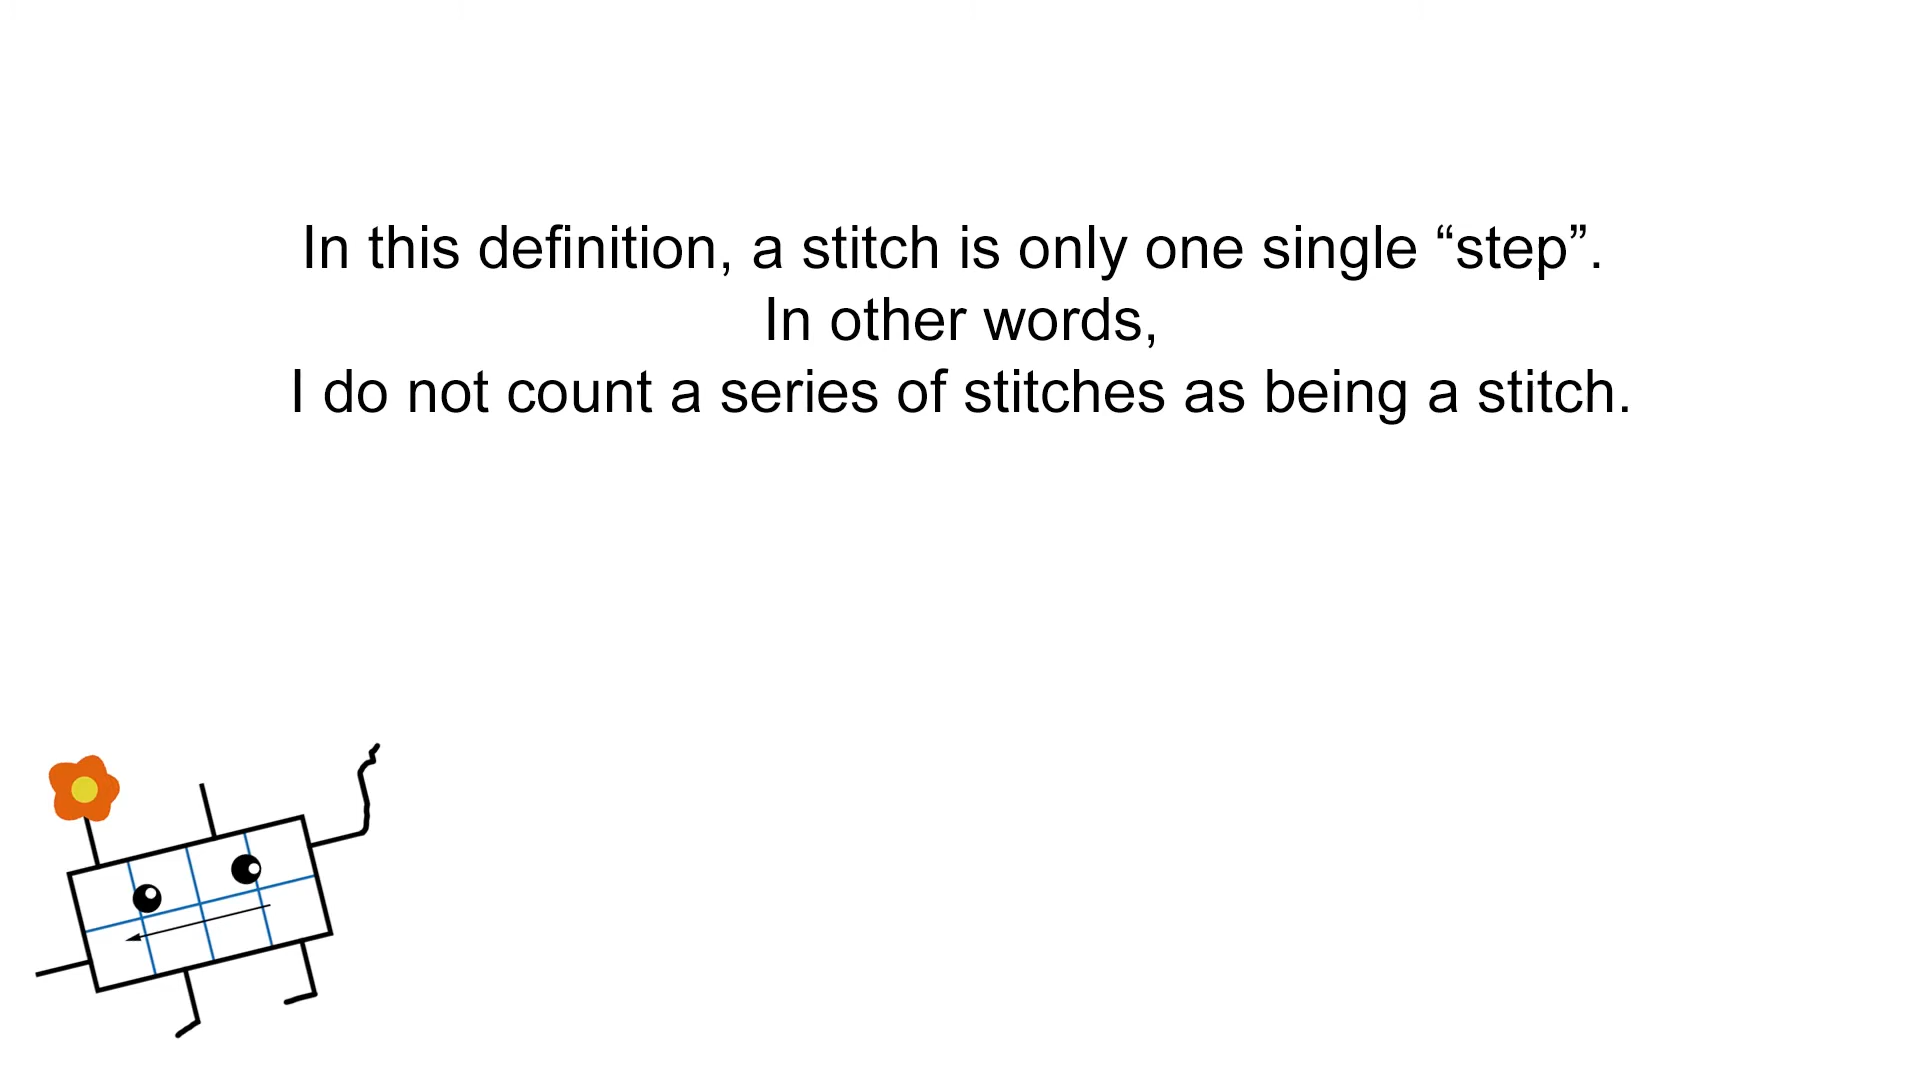 In this definition, a stitch is only one single “step”.
In other words,
I do not count a series of stitches as being a stitch.